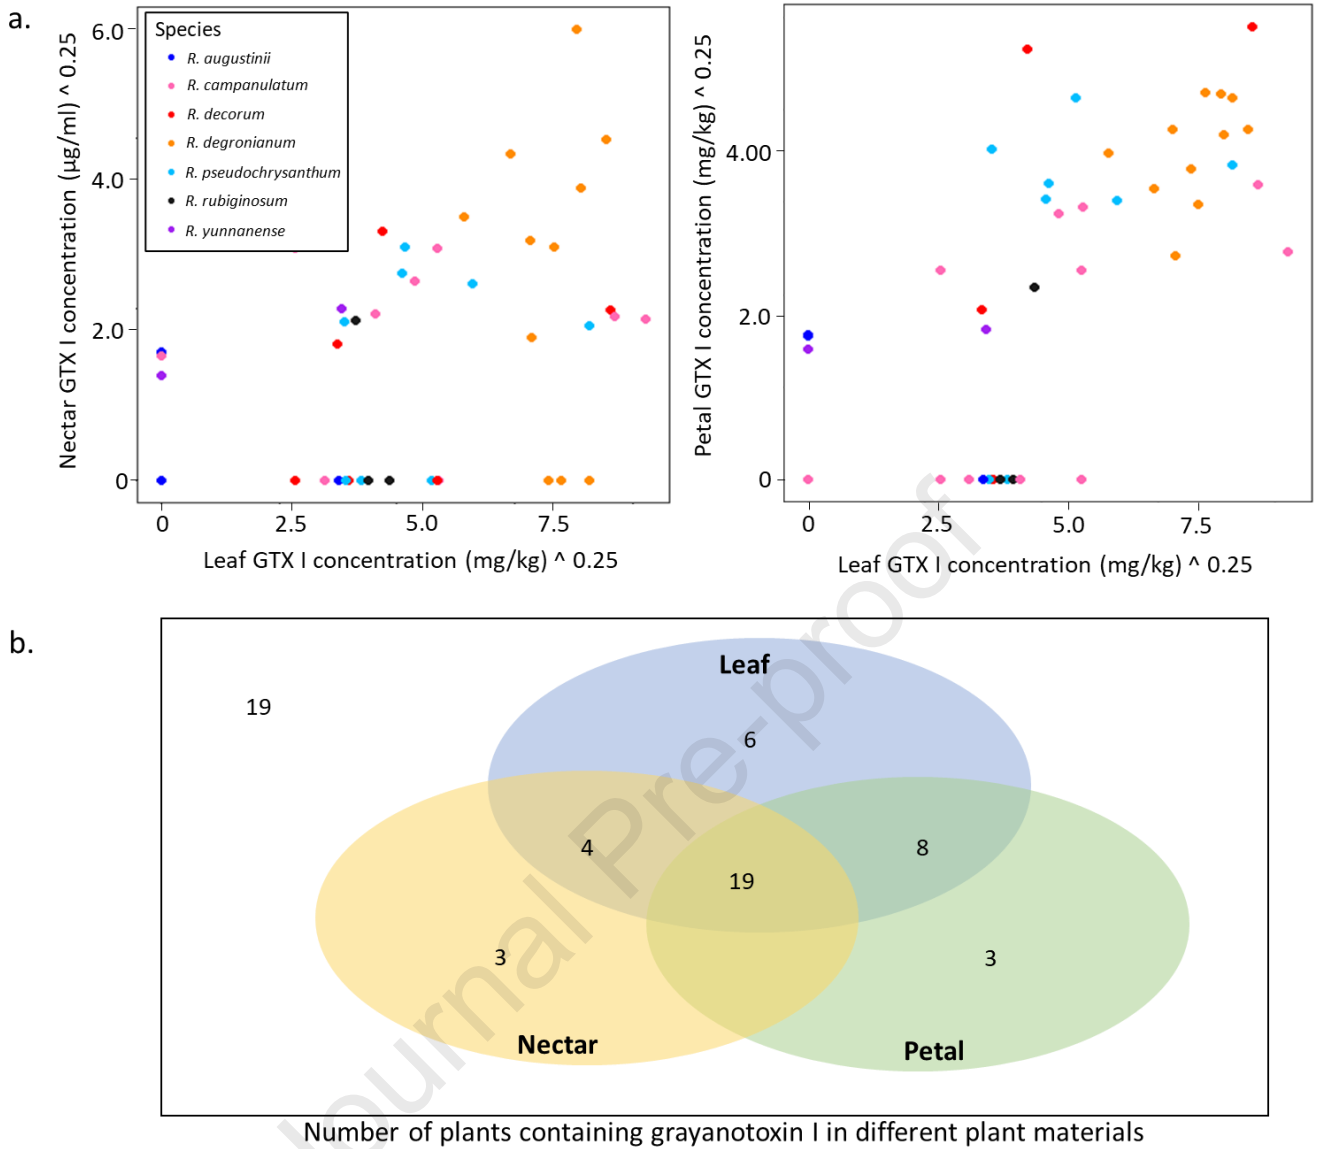 a.
Nectar GTX I concentration (µg/ml) ^ 0.25
6.0
4.0
2.0
0
Species
R. augustinii
R. campanulatum
R. decorum
R. degronianum
R. pseudochrysanthum
R. rubiginosum
R. yunnanense
0 2.5 5.0 7.5
Leaf GTX I concentration (mg/kg) ^ 0.25
Petal GTX I concentration (mg/kg) ^ 0.25
4.00
2.0
0
0 2.5 5.0 7.5
Leaf GTX I concentration (mg/kg) ^ 0.25
b.
Leaf
19
6
4 8
19
3 3
Nectar Petal
Number of plants containing grayanotoxin I in different plant materials
Journal Pre-proof